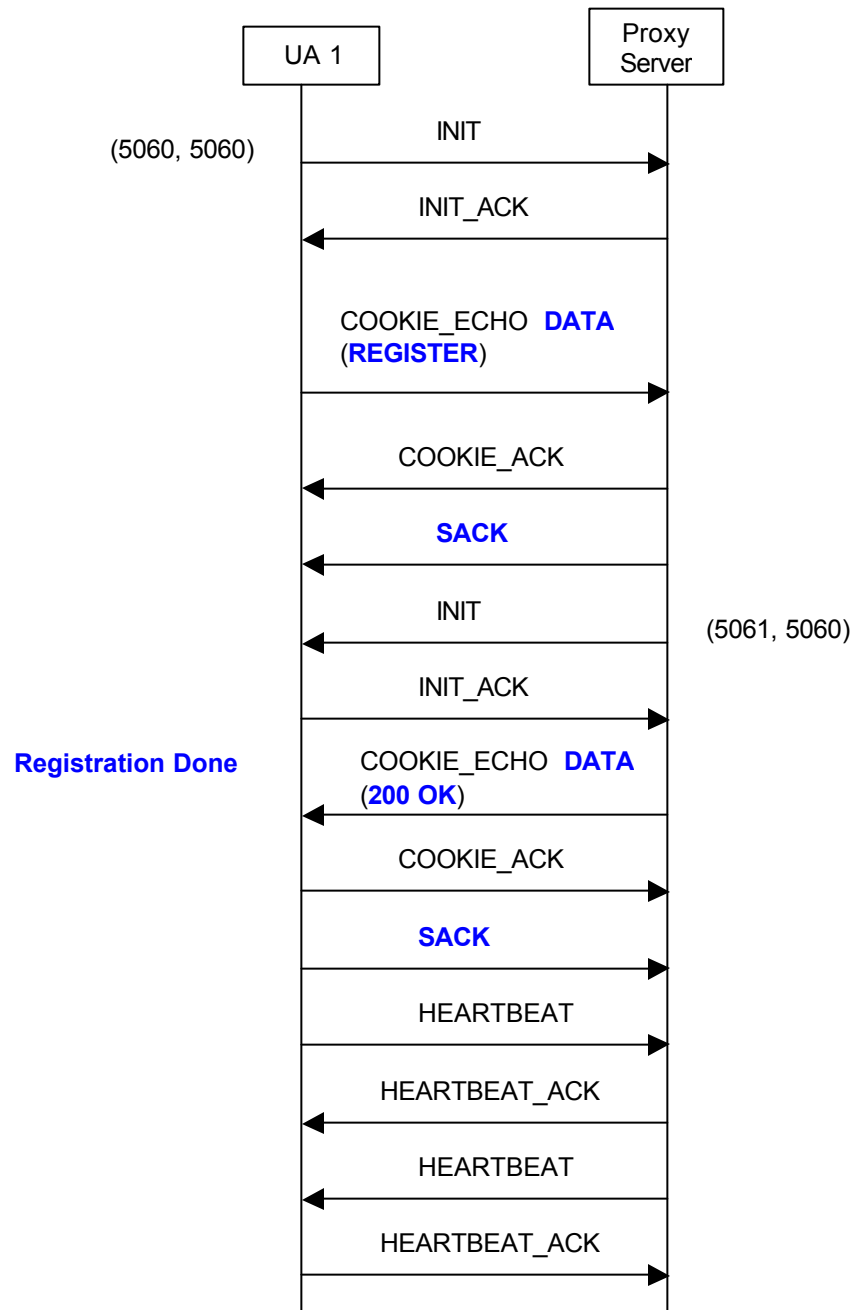 UA 1
Proxy
Server
INIT
(5060, 5060)
INIT_ACK
COOKIE_ECHO DATA
(REGISTER)
COOKIE_ACK
SACK
INIT
(5061, 5060)
INIT_ACK
Registration Done
COOKIE_ECHO DATA
(200 OK)
COOKIE_ACK
SACK
HEARTBEAT
HEARTBEAT_ACK
HEARTBEAT
HEARTBEAT_ACK